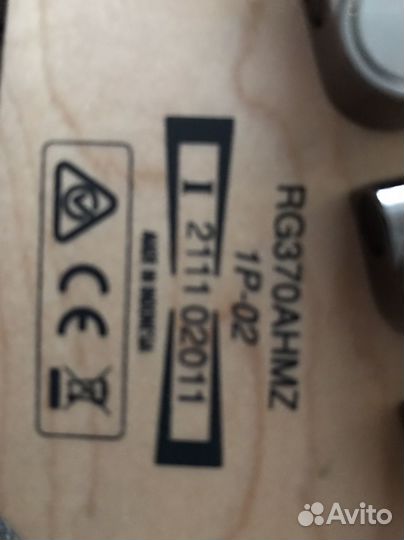 RG370AHMZ
1P-02
I 2111 02011
MADE IN INDONESIA
CE
Avito